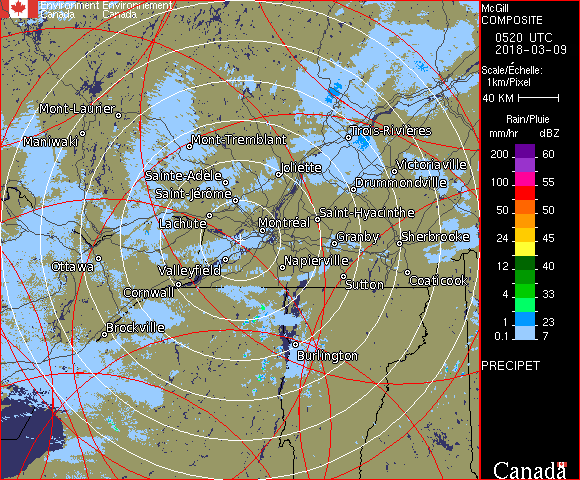 Environment Environnement
Canada Canada
McGill
COMPOSITE
0520 UTC
2018-03-09
Scale/Échelle:
1km/Pixel
40 KM
Rain/Pluie
mm/hr dBZ
200 60
100 55
50 50
24 45
12 40
4 33
1 23
0.1 7
PRECIPET
Canada
Mont-Laurier
Maniwaki
Trois-Rivières
Mont-Tremblant
Victoriaville
Joliette
Sainte-Adèle
Drummondville
Saint-Jérôme
Saint-Hyacinthe
Lachute
Montréal
Granby
Sherbrooke
Ottawa
Valleyfield
Napierville
Coaticook
Sutton
Cornwall
Brockville
Burlington